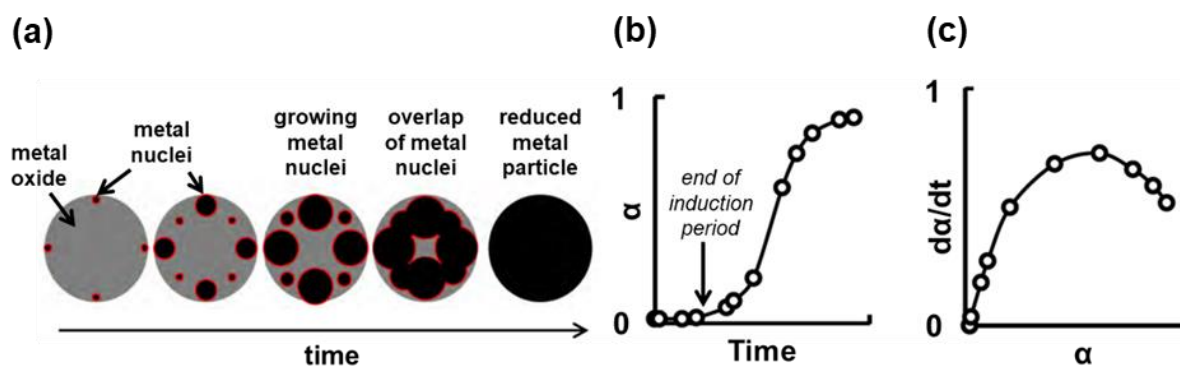 (a)
metal
oxide
metal
nuclei
growing
metal
nuclei
overlap
of metal
nuclei
reduced
metal
particle
time
(b)
1
α
0
end of
induction
period
Time
(c)
1
dα/dt
0
α